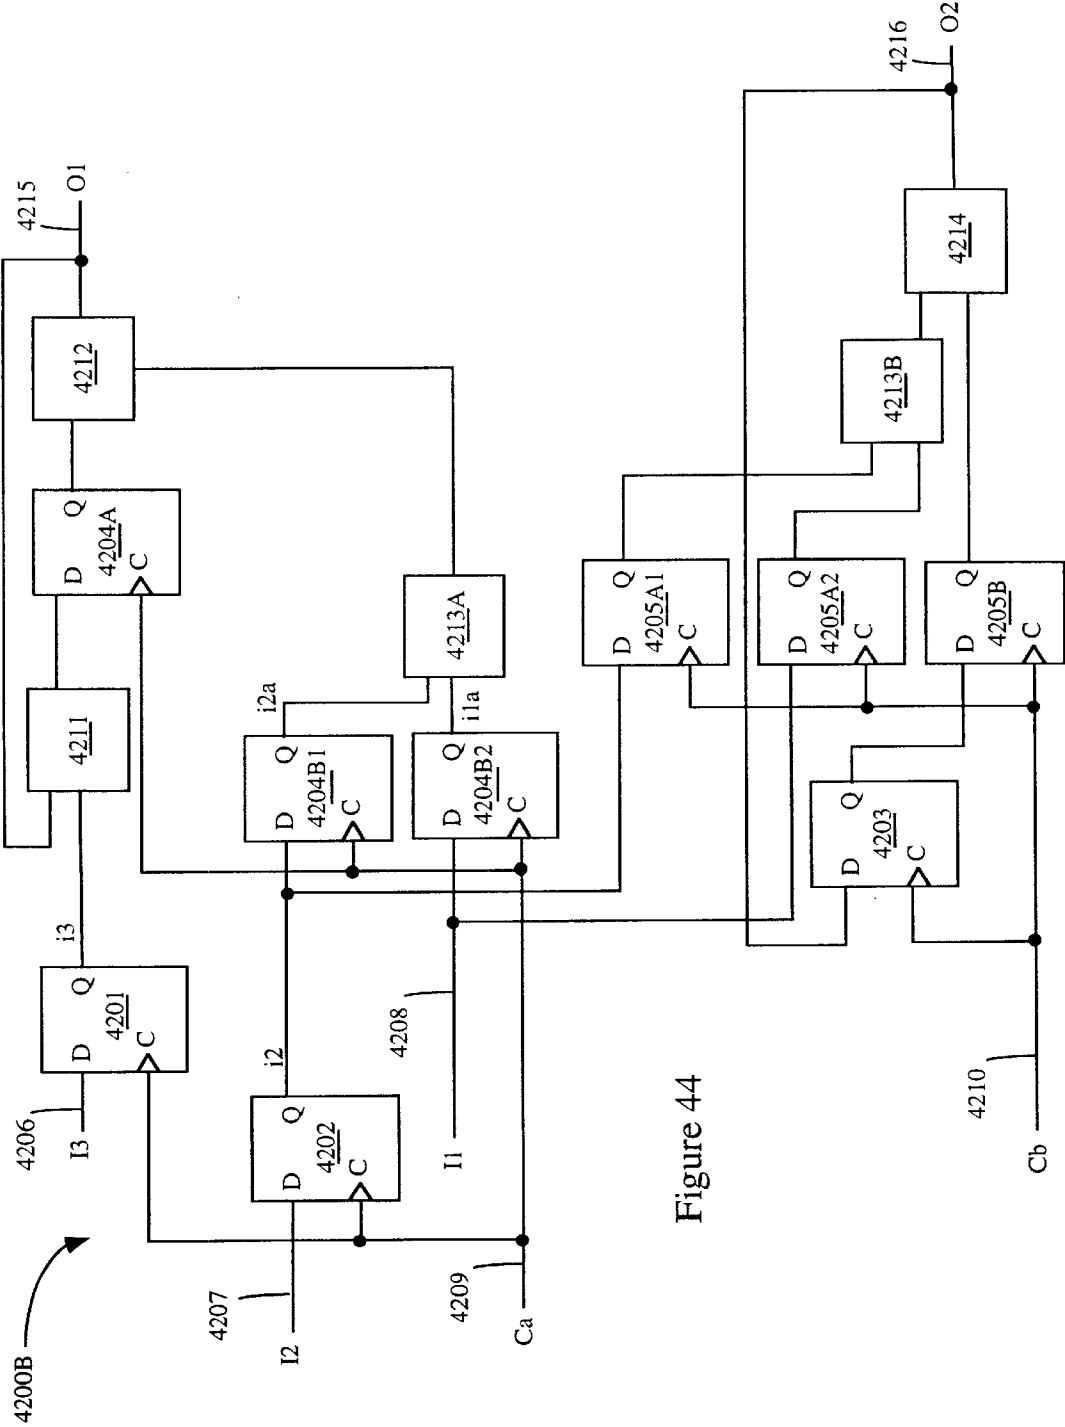 4200B
4206
I3
D
Q
4201
C
i3
4211
D
Q
4204A
C
4212
4215
O1
4207
I2
D
Q
4202
C
i2
D
Q
4204B1
C
i2a
4208
I1
D
Q
4204B2
C
i1a
4213A
4209
Ca
D
Q
4205A1
C
D
Q
4205A2
C
4213B
D
Q
4203
C
D
Q
4205B
C
4214
4216
O2
4210
Cb
Figure 44